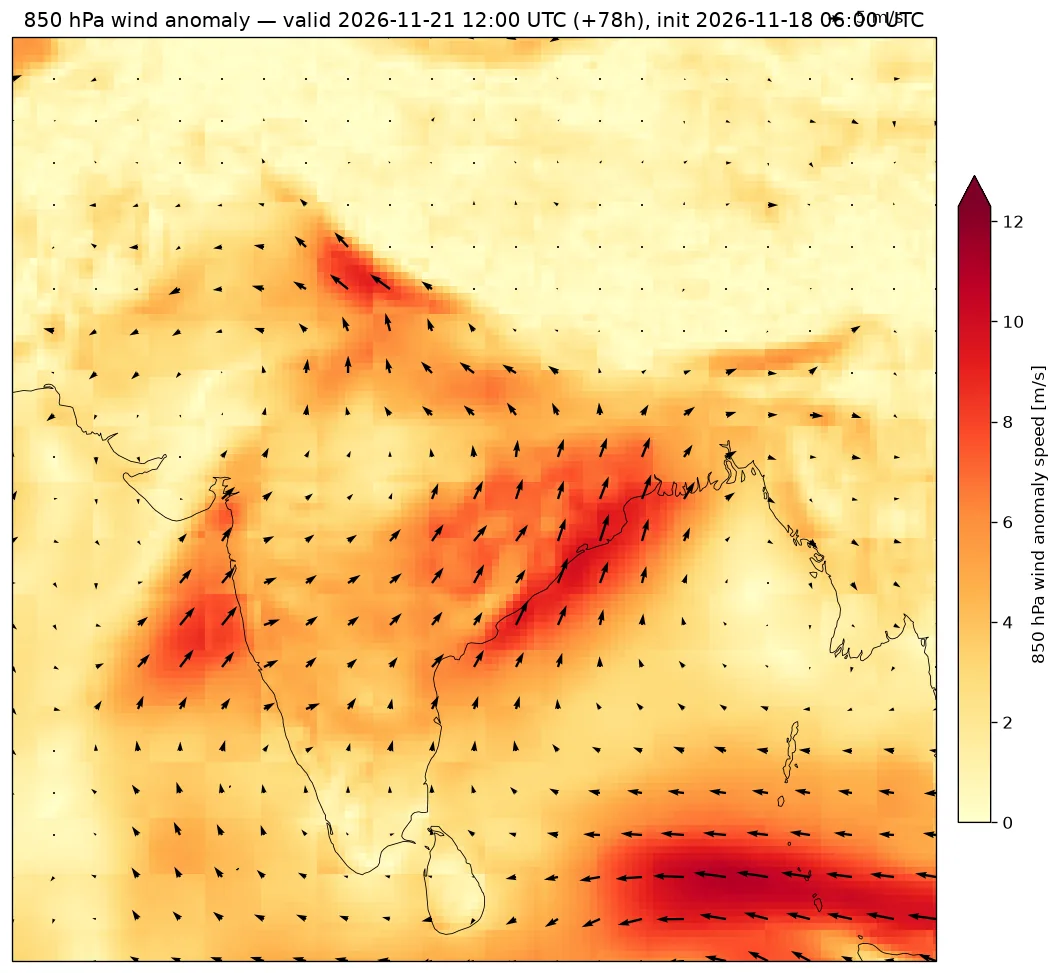 850 hPa wind anomaly — valid 2026-11-21 12:00 UTC (+78h), init 2026-11-18 06:00 UTC
5 m/s
12
10
8
6
4
2
0
850 hPa wind anomaly speed [m/s]